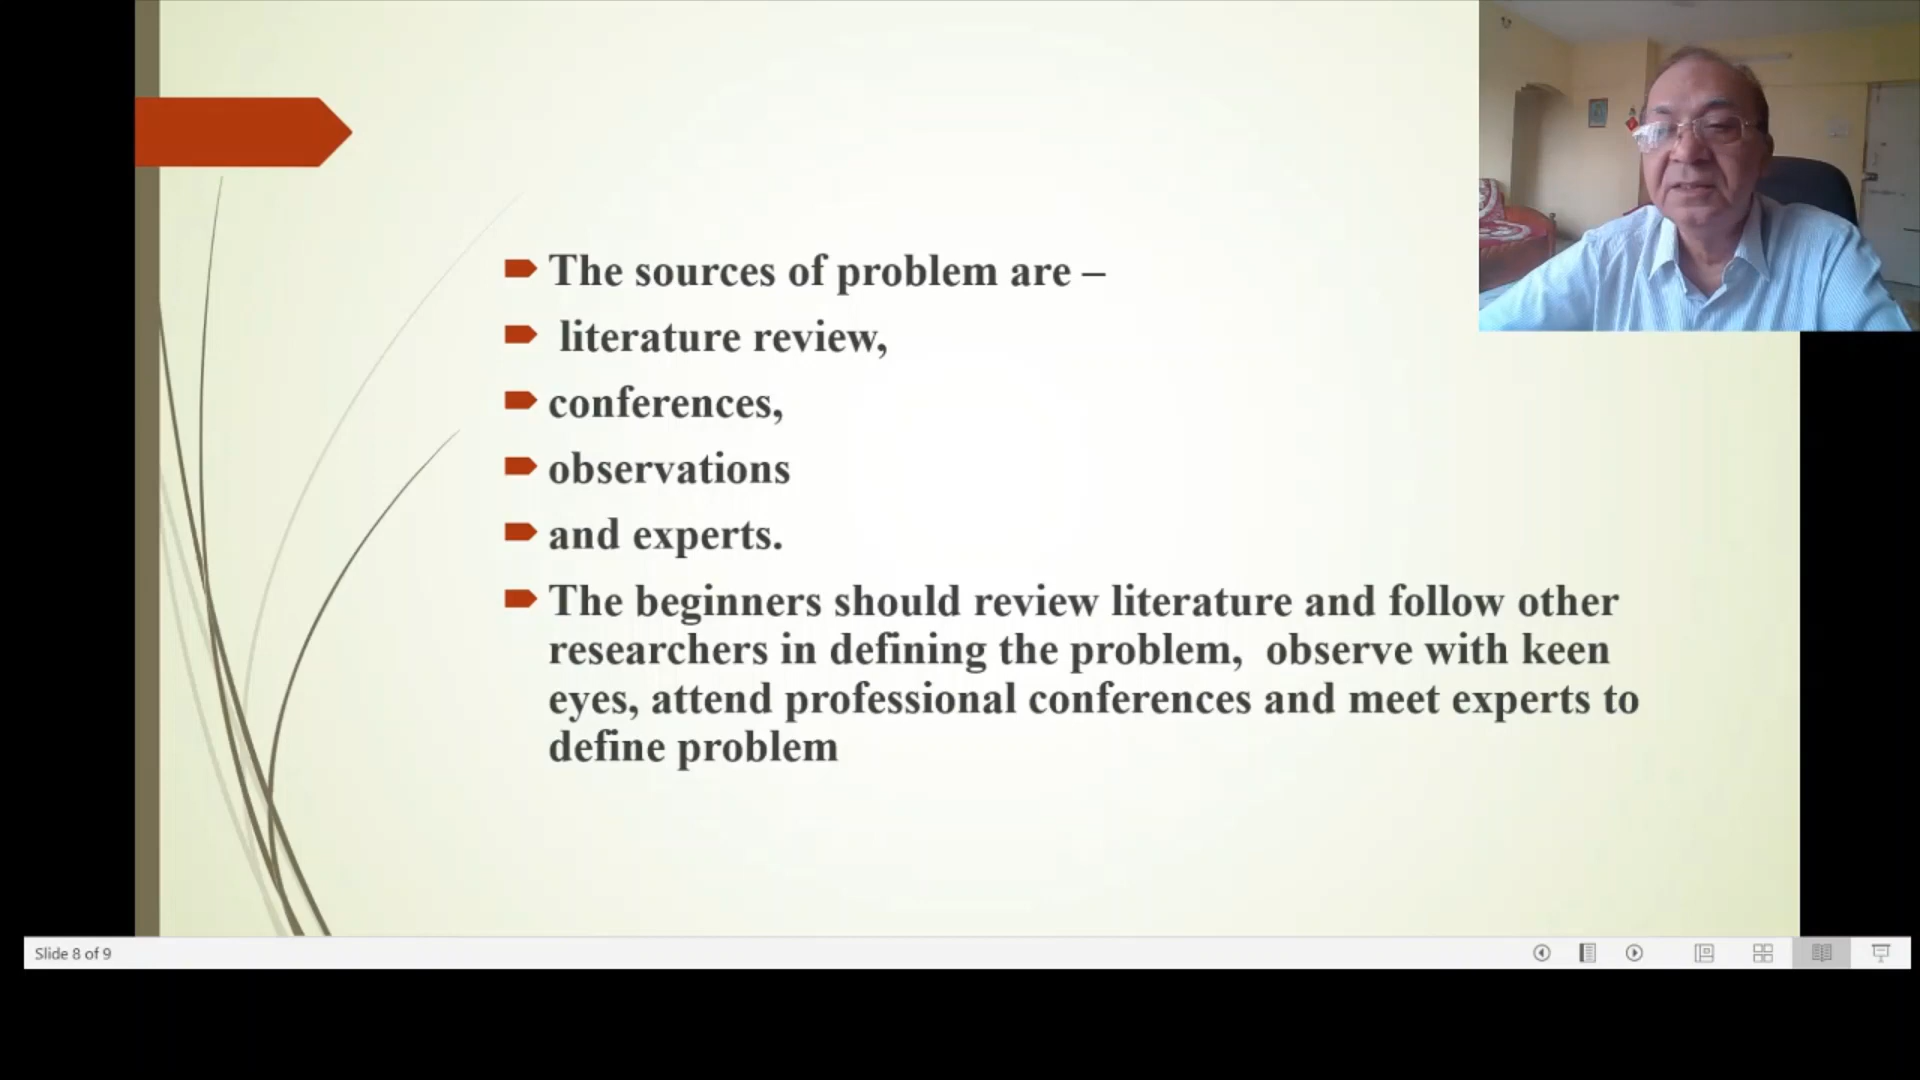 The sources of problem are –
literature review,
conferences,
observations
and experts.
The beginners should review literature and follow other
researchers in defining the problem,  observe with keen
eyes, attend professional conferences and meet experts to
define problem
Slide 8 of 9